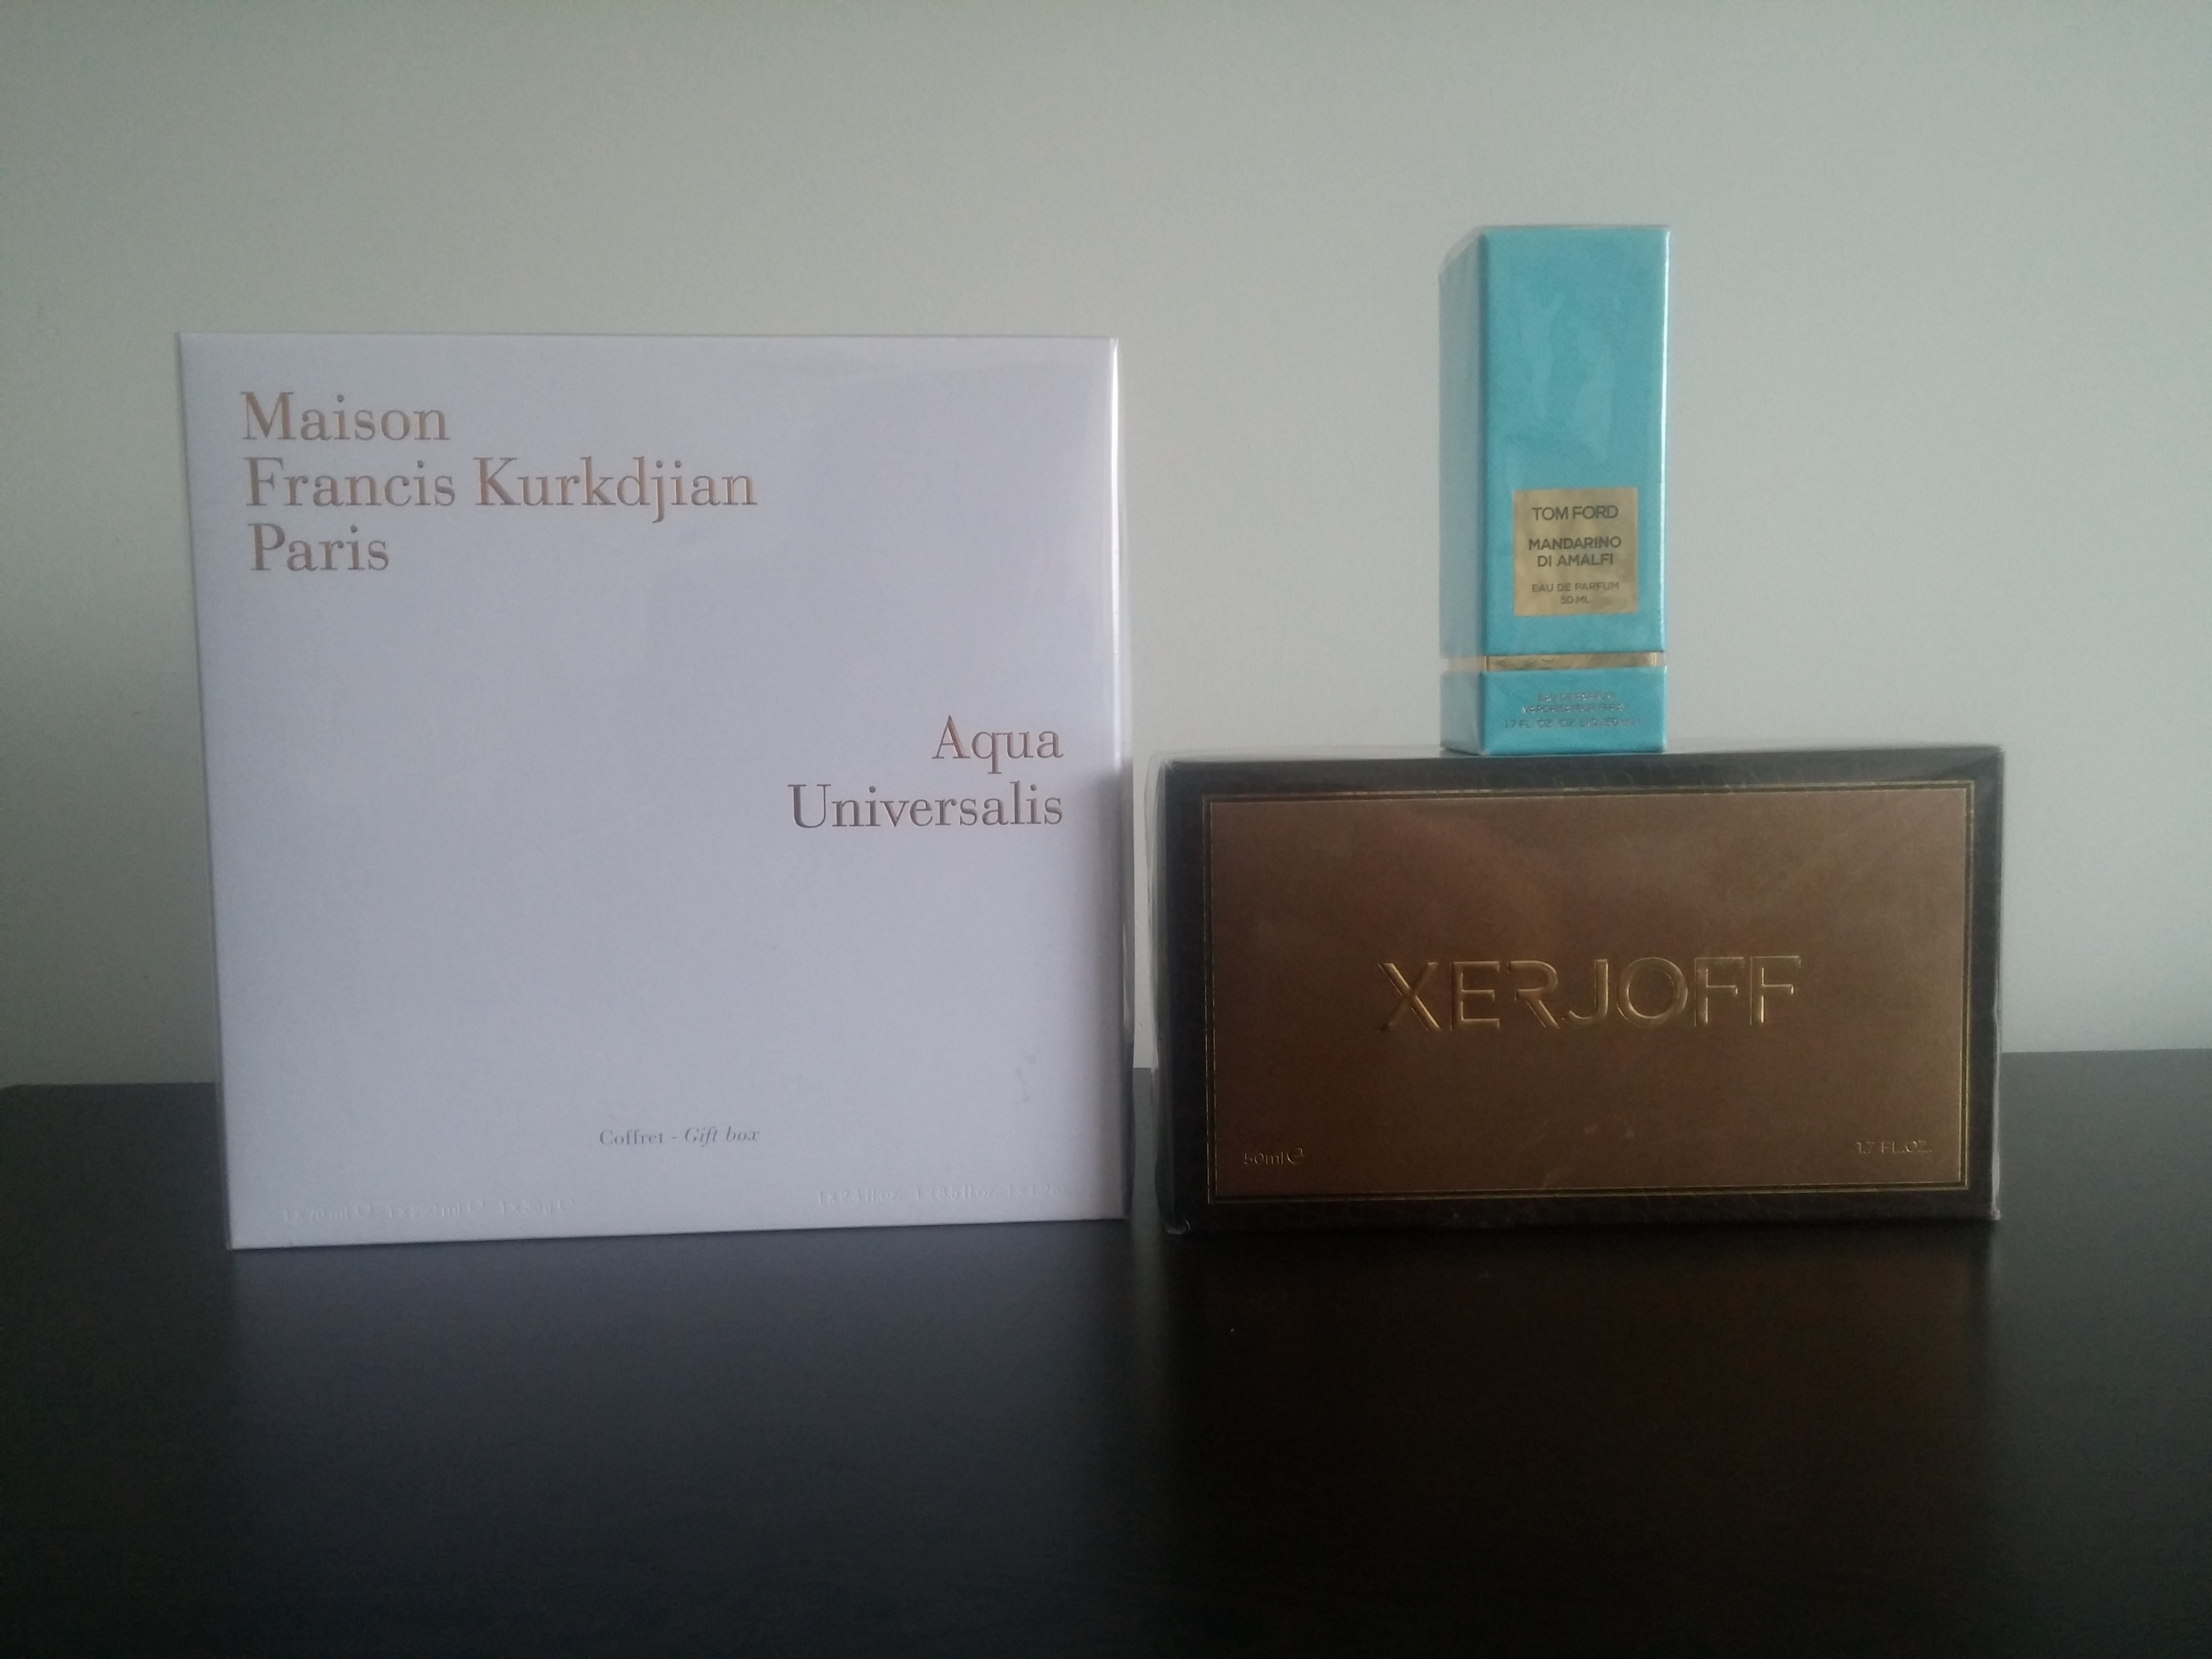 Maison
Francis Kurkdjian
Paris
Aqua
Universalis
Coffret - Gift box
TOM FORD
MANDARINO
DI AMALFI
EAU DE PARFUM
50 ML
XERJOFF
50ml ℮
1.7 FL.OZ.